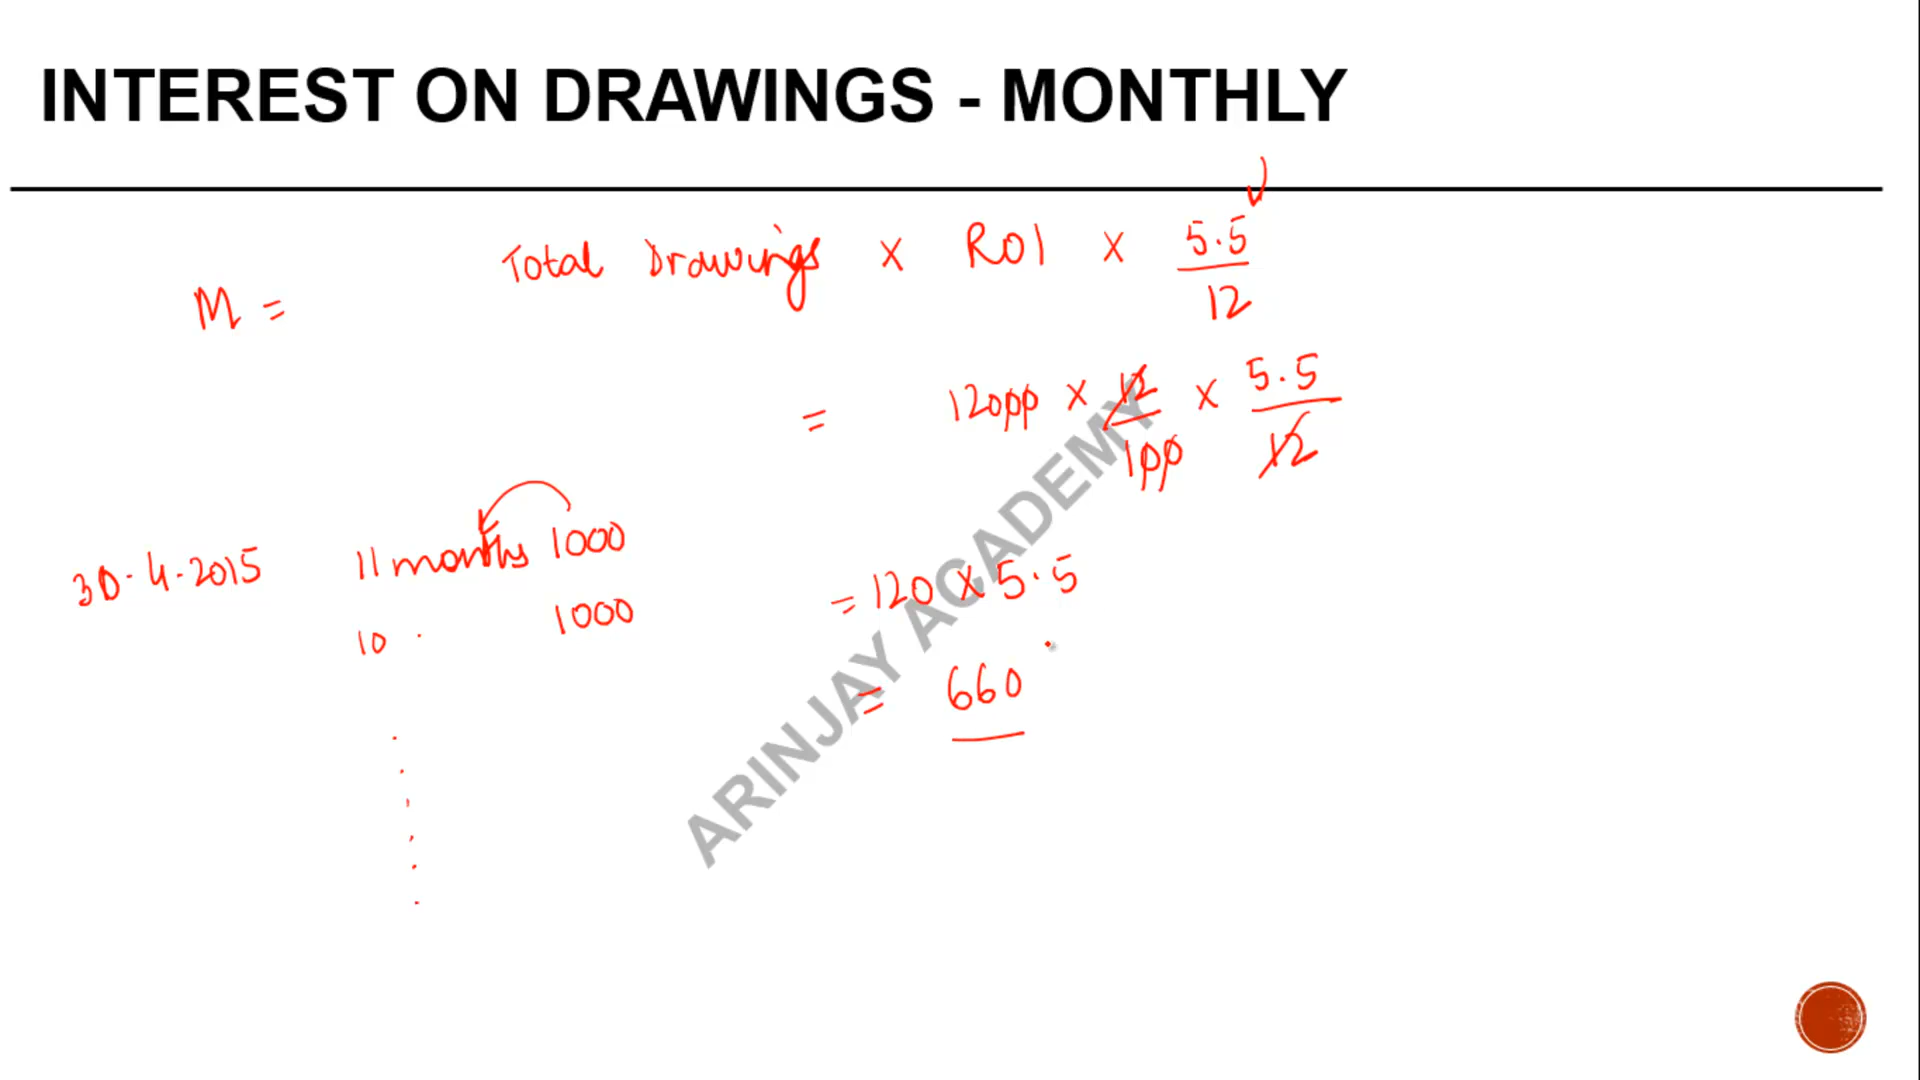 INTEREST ON DRAWINGS - MONTHLY
M = Total Drawings × ROI × 5.5/12
= 12000 × 12/100 × 5.5/12
30.4.2015 11 months 1000
10 . 1000
= 120 × 5.5
= 660
ARINJAY ACADEMY